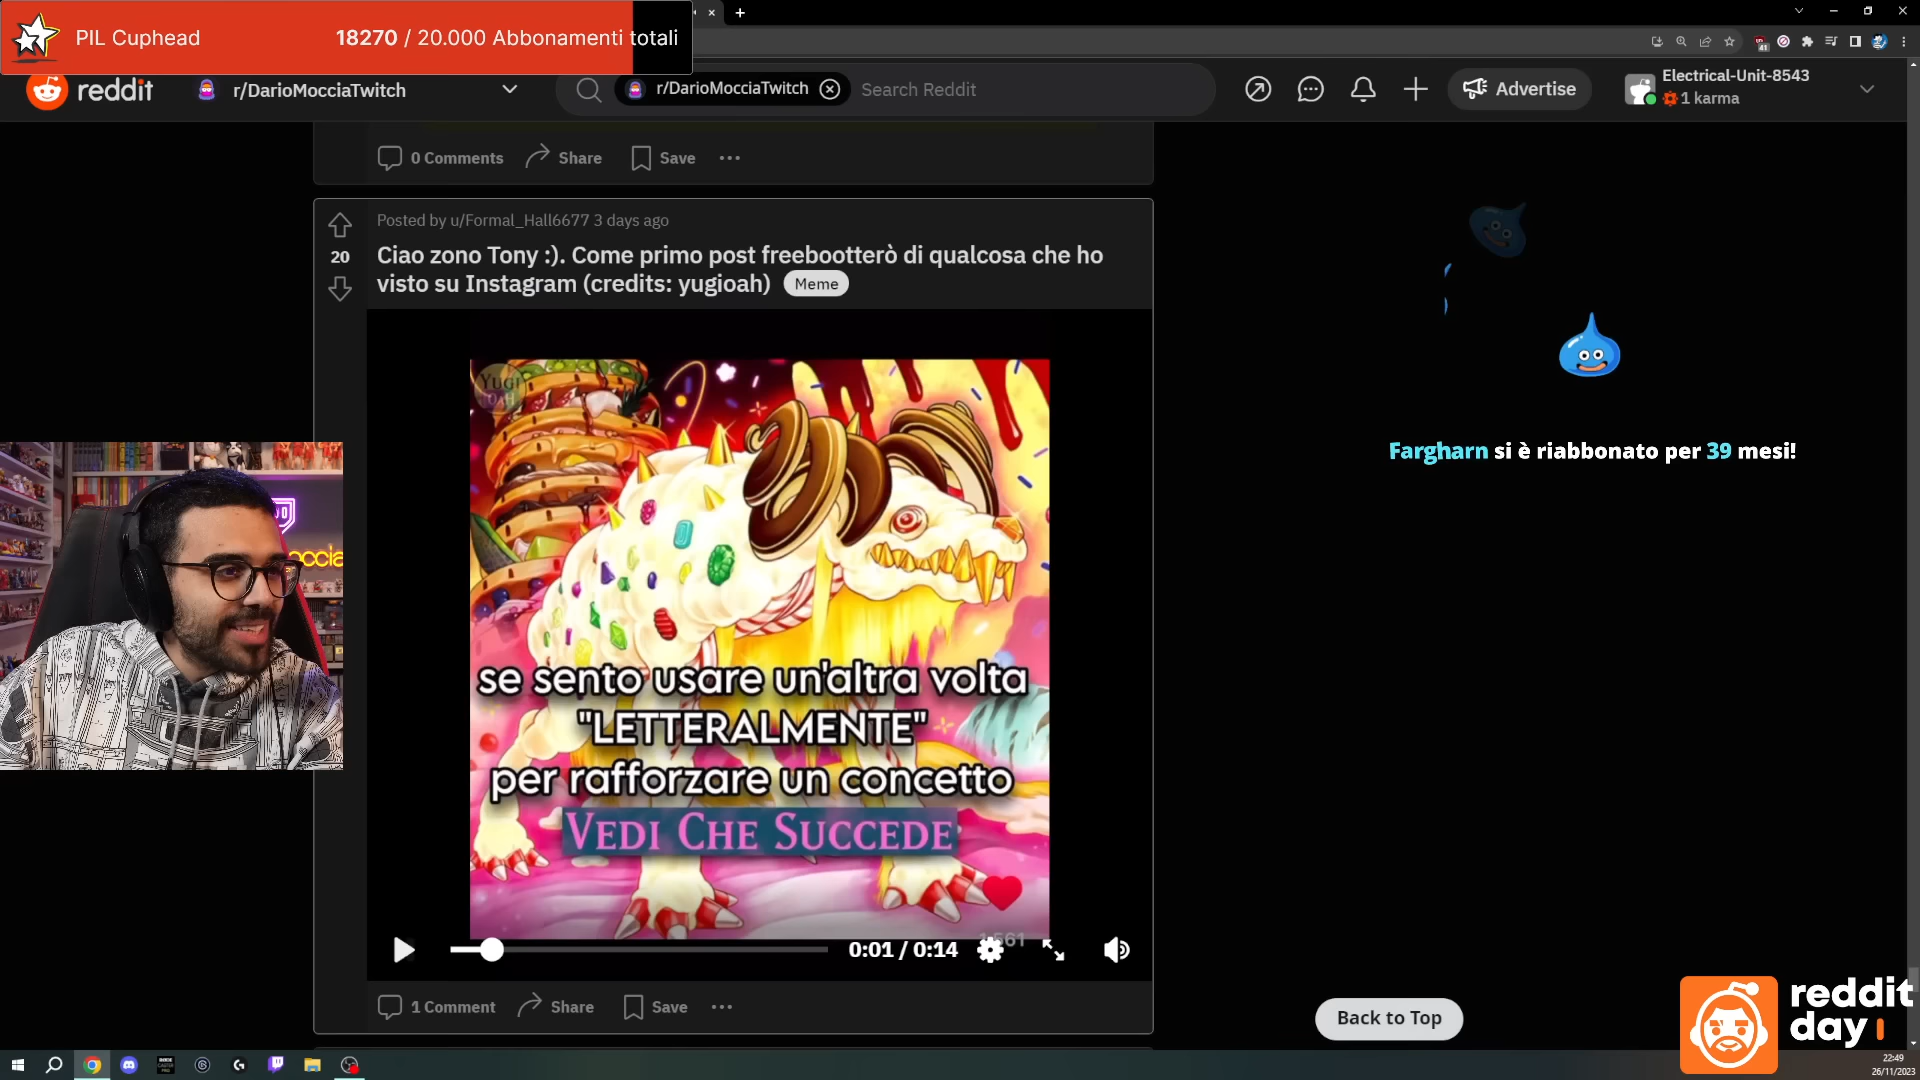 PIL Cuphead
18270 / 20.000 Abbonamenti totali
reddit
r/DarioMocciaTwitch
r/DarioMocciaTwitch
Search Reddit
Advertise
Electrical-Unit-8543
1 karma
0 Comments
Share
Save
Posted by u/Formal_Hall6677 3 days ago
20
Ciao zono Tony :). Come primo post freebootterò di qualcosa che ho
visto su Instagram (credits: yugioah)
Meme
YUGI
OAH
se sento usare un'altra volta
"LETTERALMENTE"
per rafforzare un concetto
VEDI CHE SUCCEDE
0:01 / 0:14
1 Comment
Share
Save
Fargharn si è riabbonato per 39 mesi!
Back to Top
reddit
day
22:49
26/11/2023